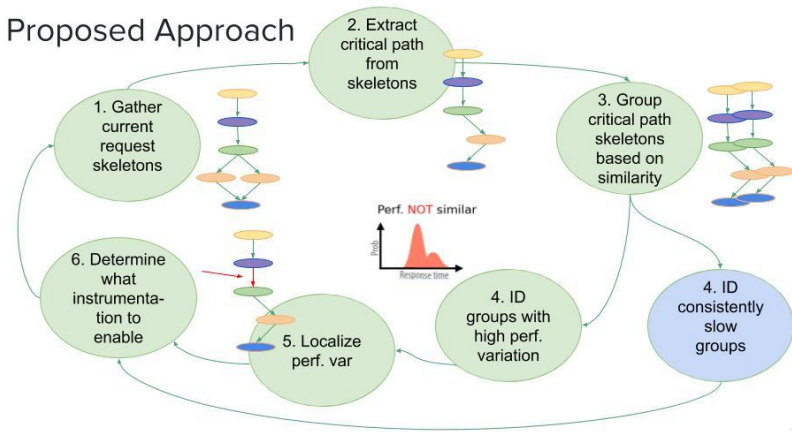 Proposed Approach
1. Gather
current
request
skeletons
2. Extract
critical path
from
skeletons
3. Group
critical path
skeletons
based on
similarity
Perf. NOT similar
Prob
Response time
4. ID
groups with
high perf.
variation
4. ID
consistently
slow
groups
5. Localize
perf. var
6. Determine
what
instrumenta-
tion to
enable